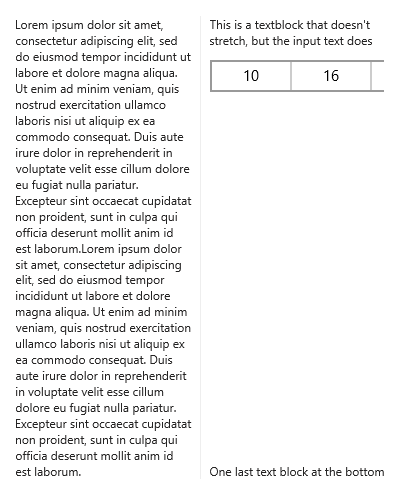 Lorem ipsum dolor sit amet,
consectetur adipiscing elit, sed
do eiusmod tempor incididunt ut
labore et dolore magna aliqua.
Ut enim ad minim veniam, quis
nostrud exercitation ullamco
laboris nisi ut aliquip ex ea
commodo consequat. Duis aute
irure dolor in reprehenderit in
voluptate velit esse cillum dolore
eu fugiat nulla pariatur.
Excepteur sint occaecat cupidatat
non proident, sunt in culpa qui
officia deserunt mollit anim id
est laborum.Lorem ipsum dolor
sit amet, consectetur adipiscing
elit, sed do eiusmod tempor
incididunt ut labore et dolore
magna aliqua. Ut enim ad minim
veniam, quis nostrud exercitation
ullamco laboris nisi ut aliquip ex
ea commodo consequat. Duis
aute irure dolor in reprehenderit
in voluptate velit esse cillum
dolore eu fugiat nulla pariatur.
Excepteur sint occaecat cupidatat
non proident, sunt in culpa qui
officia deserunt mollit anim id
est laborum.
This is a textblock that doesn't
stretch, but the input text does
10 16
One last text block at the bottom